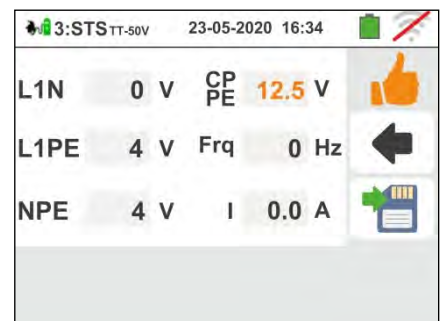 3:STS TT-50V 23-05-2020 16:34
L1N 0 V CP PE 12.5 V
L1PE 4 V Frq 0 Hz
NPE 4 V I 0.0 A